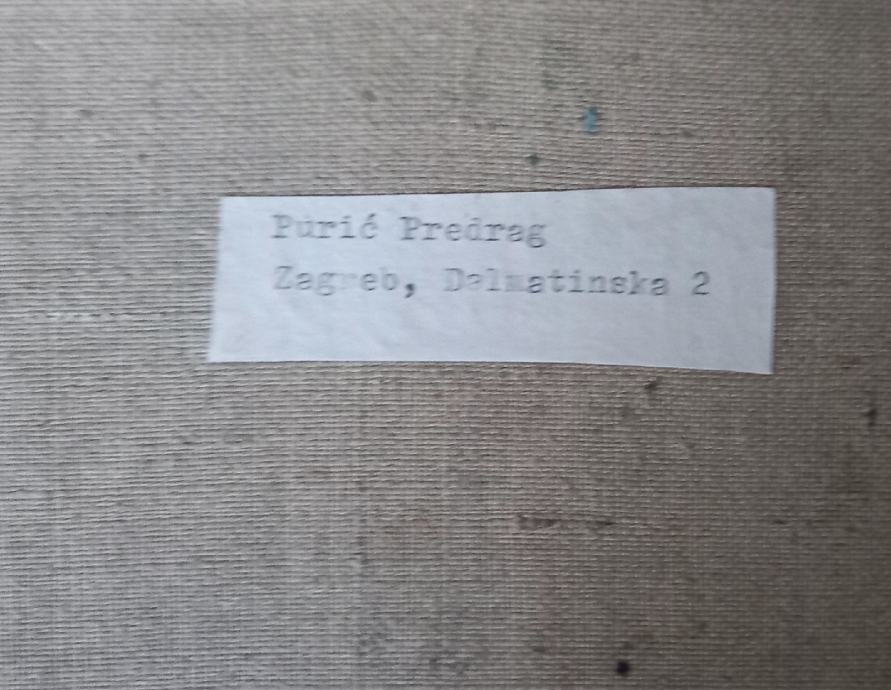 Purić Predrag
Zagreb, Dalmatinska 2